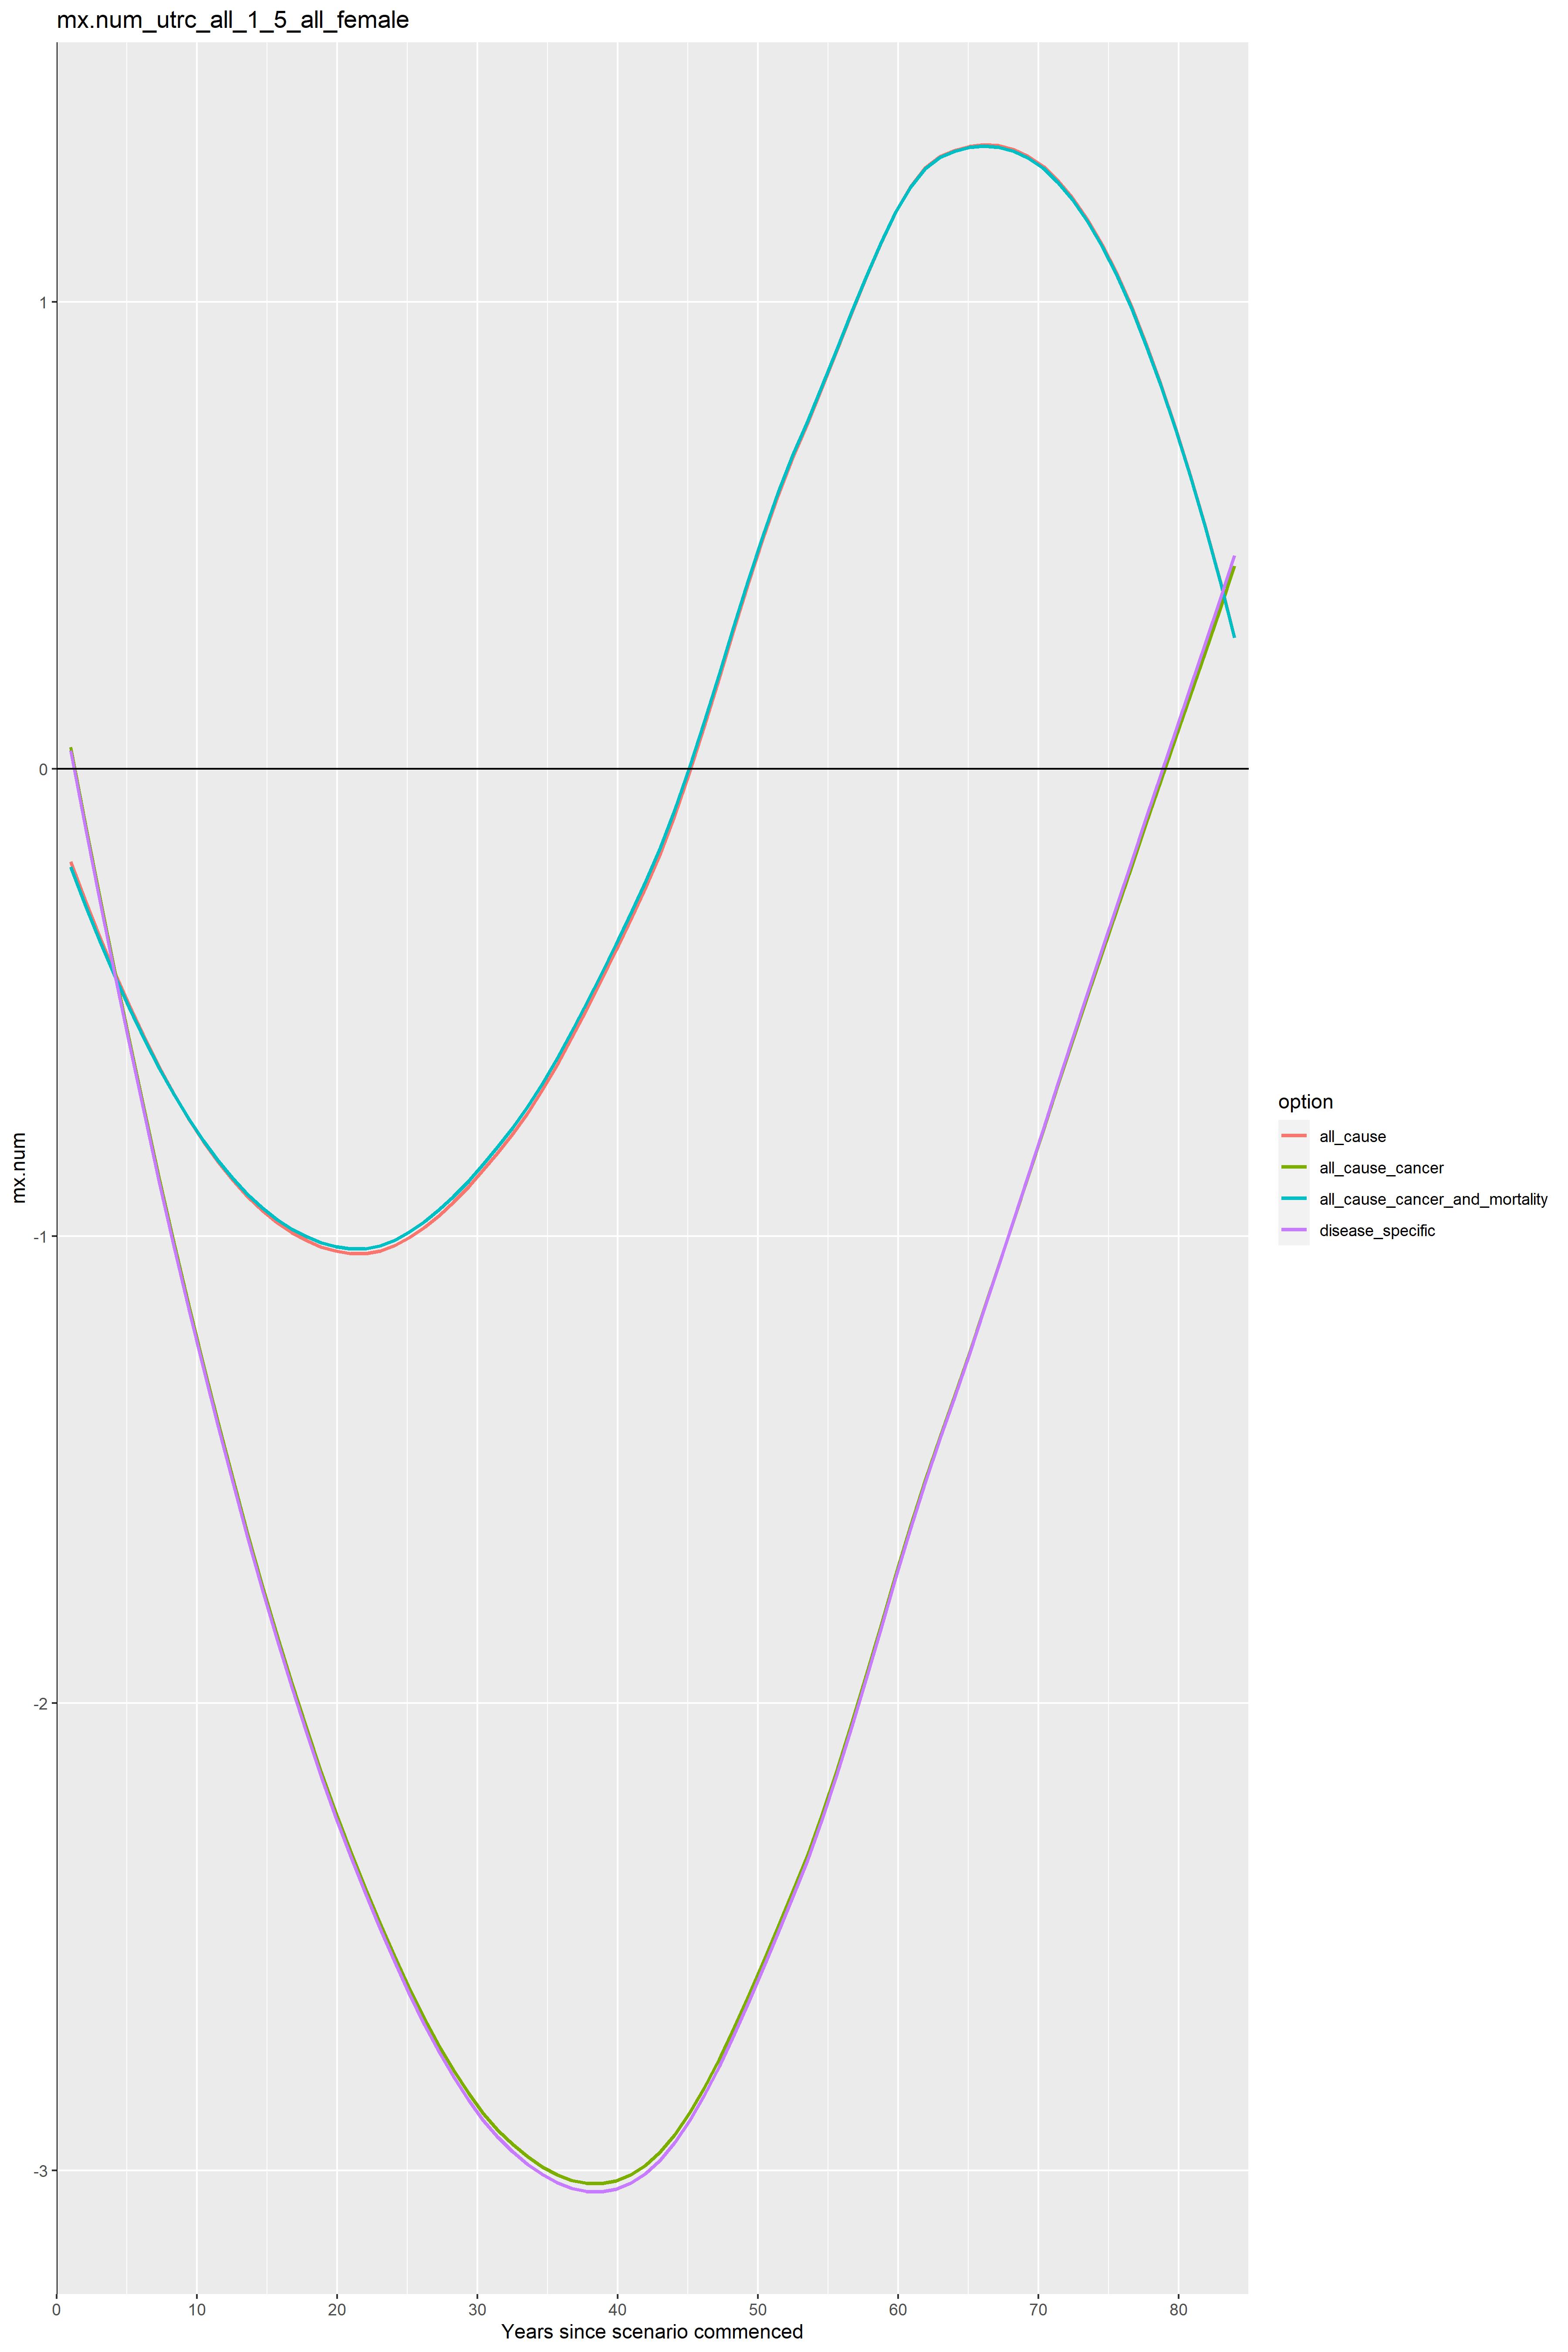 mx.num_utrc_all_1_5_all_female
mx.num
1
0
-1
-2
-3
0 10 20 30 40 50 60 70 80
Years since scenario commenced
option
all_cause
all_cause_cancer
all_cause_cancer_and_mortality
disease_specific